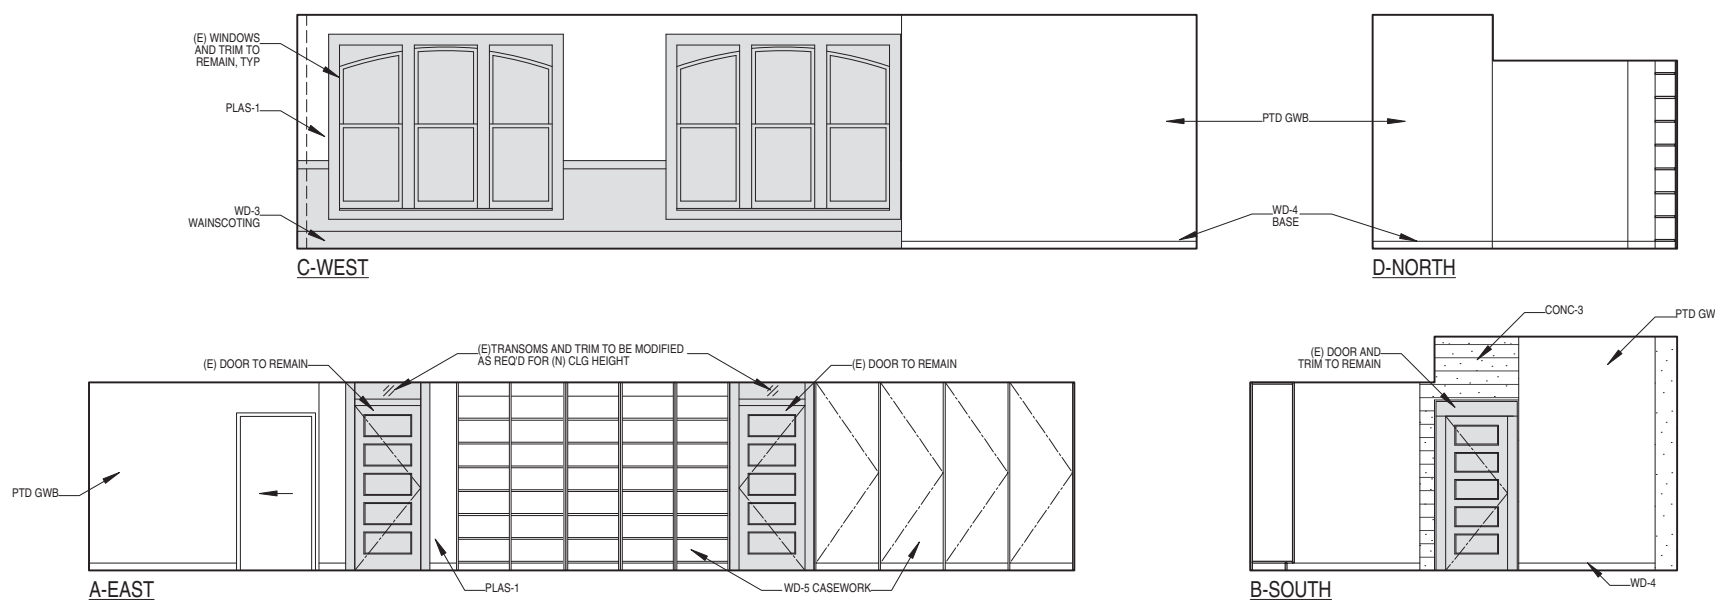 (E) WINDOWS
AND TRIM TO
REMAIN, TYP
PLAS-1
WD-3
WAINSCOTING
PTD GWB
WD-4
BASE
C-WEST
D-NORTH
(E) DOOR TO REMAIN
(E)TRANSOMS AND TRIM TO BE MODIFIED
AS REQ'D FOR (N) CLG HEIGHT
(E) DOOR TO REMAIN
PTD GWB
PLAS-1
WD-5 CASEWORK
A-EAST
CONC-3
PTD GW
(E) DOOR AND
TRIM TO REMAIN
WD-4
B-SOUTH